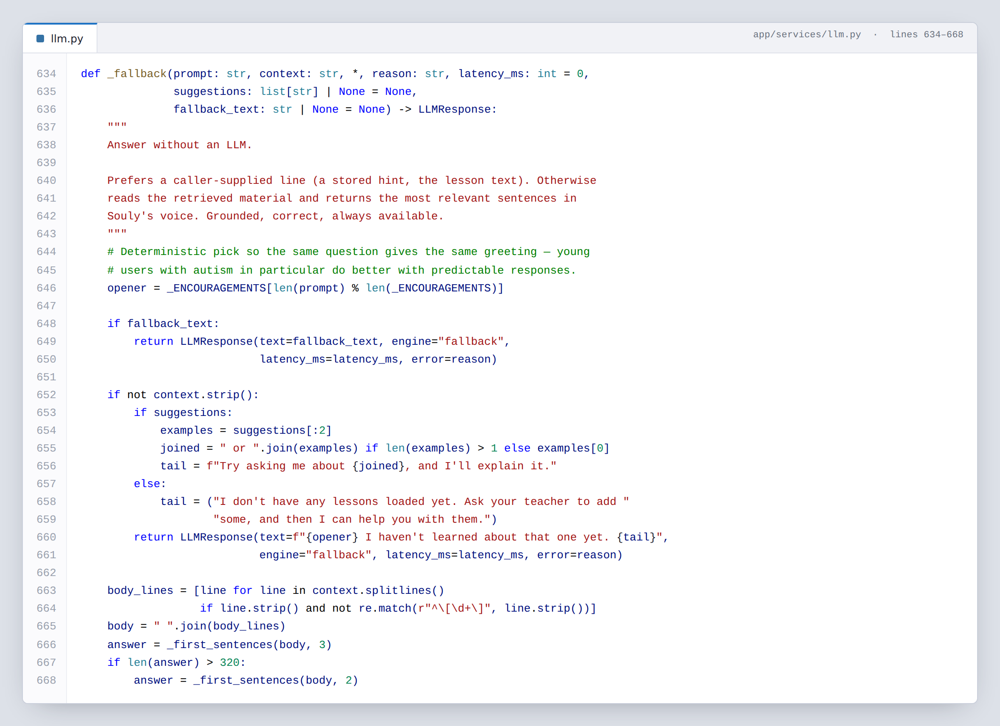 llm.py
app/services/llm.py · lines 634–668
634 def _fallback(prompt: str, context: str, *, reason: str, latency_ms: int = 0,
635               suggestions: list[str] | None = None,
636               fallback_text: str | None = None) -> LLMResponse:
637     """
638     Answer without an LLM.
639
640     Prefers a caller-supplied line (a stored hint, the lesson text). Otherwise
641     reads the retrieved material and returns the most relevant sentences in
642     Souly's voice. Grounded, correct, always available.
643     """
644     # Deterministic pick so the same question gives the same greeting — young
645     # users with autism in particular do better with predictable responses.
646     opener = _ENCOURAGEMENTS[len(prompt) % len(_ENCOURAGEMENTS)]
647
648     if fallback_text:
649         return LLMResponse(text=fallback_text, engine="fallback",
650                            latency_ms=latency_ms, error=reason)
651
652     if not context.strip():
653         if suggestions:
654             examples = suggestions[:2]
655             joined = " or ".join(examples) if len(examples) > 1 else examples[0]
656             tail = f"Try asking me about {joined}, and I'll explain it."
657         else:
658             tail = ("I don't have any lessons loaded yet. Ask your teacher to add "
659                     "some, and then I can help you with them.")
660         return LLMResponse(text=f"{opener} I haven't learned about that one yet. {tail}",
661                            engine="fallback", latency_ms=latency_ms, error=reason)
662
663     body_lines = [line for line in context.splitlines()
664                   if line.strip() and not re.match(r"^\[\d+\]", line.strip())]
665     body = " ".join(body_lines)
666     answer = _first_sentences(body, 3)
667     if len(answer) > 320:
668         answer = _first_sentences(body, 2)